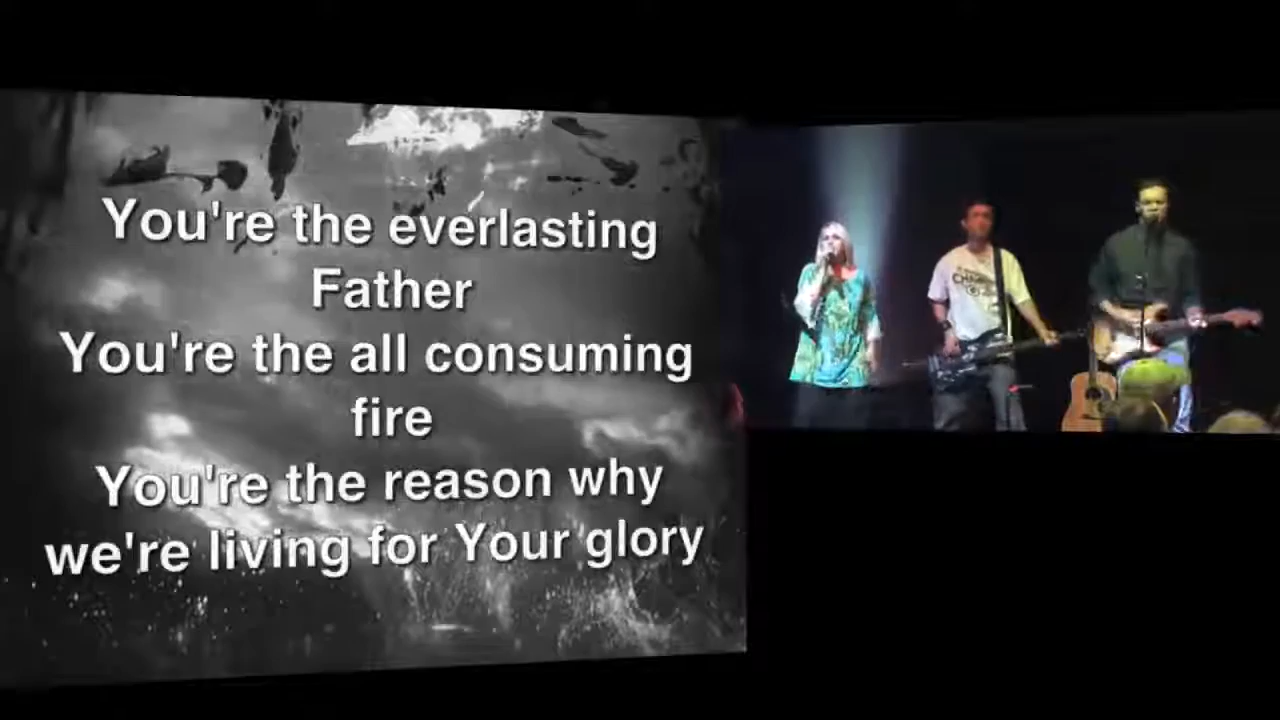 You're the everlasting
Father
You're the all consuming
fire
You're the reason why
we're living for Your glory